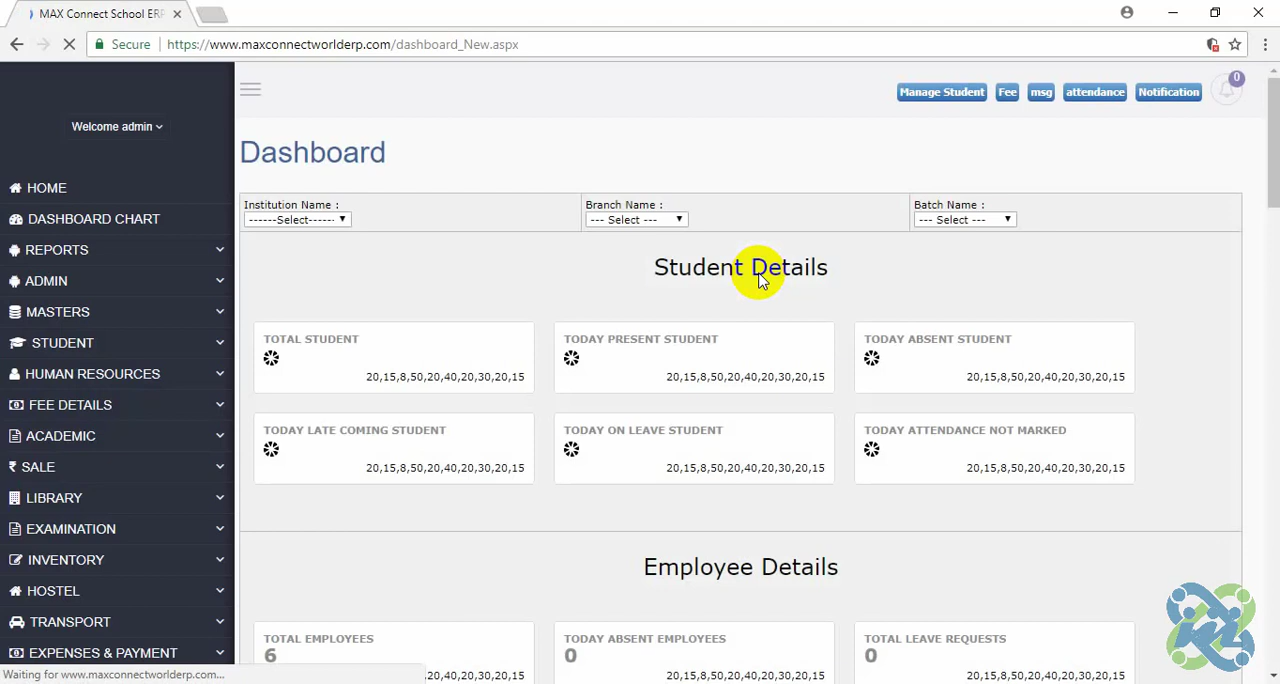 MAX Connect School ERP
Secure
https://www.maxconnectworlderp.com/dashboard_New.aspx
Manage Student
Fee
msg
attendance
Notification
0
Welcome admin
Dashboard
HOME
DASHBOARD CHART
REPORTS
ADMIN
MASTERS
STUDENT
HUMAN RESOURCES
FEE DETAILS
ACADEMIC
SALE
LIBRARY
EXAMINATION
INVENTORY
HOSTEL
TRANSPORT
EXPENSES & PAYMENT
Institution Name :
------Select------
Branch Name :
--- Select ---
Batch Name :
--- Select ---
Student Details
TOTAL STUDENT
20,15,8,50,20,40,20,30,20,15
TODAY PRESENT STUDENT
20,15,8,50,20,40,20,30,20,15
TODAY ABSENT STUDENT
20,15,8,50,20,40,20,30,20,15
TODAY LATE COMING STUDENT
20,15,8,50,20,40,20,30,20,15
TODAY ON LEAVE STUDENT
20,15,8,50,20,40,20,30,20,15
TODAY ATTENDANCE NOT MARKED
20,15,8,50,20,40,20,30,20,15
Employee Details
TOTAL EMPLOYEES
6
,20,15,8,50,20,40,20,30,20,15
TODAY ABSENT EMPLOYEES
0
20,15,8,50,20,40,20,30,20,15
TOTAL LEAVE REQUESTS
0
20,15,8,50,20,40,20,30,20,15
Waiting for www.maxconnectworlderp.com...